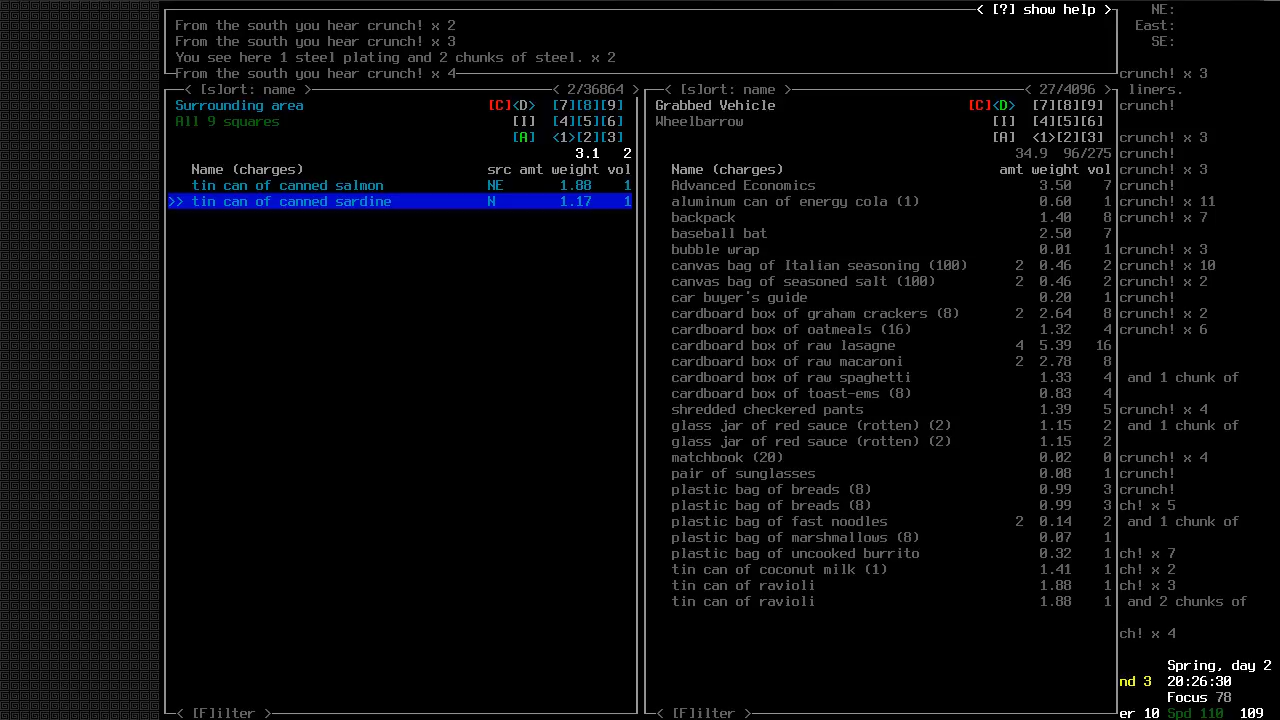 < [?] show help >
NE:
From the south you hear crunch! x 2
East:
From the south you hear crunch! x 3
SE:
You see here 1 steel plating and 2 chunks of steel. x 2
From the south you hear crunch! x 4
crunch! x 3
< [s]ort: name > < 2/36864 >
< [s]ort: name > < 27/4096 >
liners.
Surrounding area [C]<D> [7][8][9]
Grabbed Vehicle [C]<D> [7][8][9]
crunch!
All 9 squares [I] [4][5][6]
Wheelbarrow [I] [4][5][6]
[A] <1>[2][3]
[A] <1>[2][3]
crunch! x 3
3.1 2
34.9 96/275
crunch!
Name (charges) src amt weight vol
Name (charges) amt weight vol
crunch! x 3
tin can of canned salmon NE 1.88 1
Advanced Economics 3.50 7
crunch!
>> tin can of canned sardine N 1.17 1
aluminum can of energy cola (1) 0.60 1
crunch! x 11
backpack 1.40 8
crunch! x 7
baseball bat 2.50 7
bubble wrap 0.01 1
crunch! x 3
canvas bag of Italian seasoning (100) 2 0.46 2
crunch! x 10
canvas bag of seasoned salt (100) 2 0.46 2
crunch! x 2
car buyer's guide 0.20 1
crunch!
cardboard box of graham crackers (8) 2 2.64 8
crunch! x 2
cardboard box of oatmeals (16) 1.32 4
crunch! x 6
cardboard box of raw lasagne 4 5.39 16
cardboard box of raw macaroni 2 2.78 8
cardboard box of raw spaghetti 1.33 4
and 1 chunk of
cardboard box of toast-ems (8) 0.83 4
shredded checkered pants 1.39 5
crunch! x 4
glass jar of red sauce (rotten) (2) 1.15 2
and 1 chunk of
glass jar of red sauce (rotten) (2) 1.15 2
matchbook (20) 0.02 0
crunch! x 4
pair of sunglasses 0.08 1
crunch!
plastic bag of breads (8) 0.99 3
crunch!
plastic bag of breads (8) 0.99 3
ch! x 5
plastic bag of fast noodles 2 0.14 2
and 1 chunk of
plastic bag of marshmallows (8) 0.07 1
plastic bag of uncooked burrito 0.32 1
ch! x 7
tin can of coconut milk (1) 1.41 1
ch! x 2
tin can of ravioli 1.88 1
ch! x 3
tin can of ravioli 1.88 1
and 2 chunks of
ch! x 4
Spring, day 2
nd 3 20:26:30
Focus 78
< [F]ilter >
< [F]ilter >
er 10 Spd 110 109